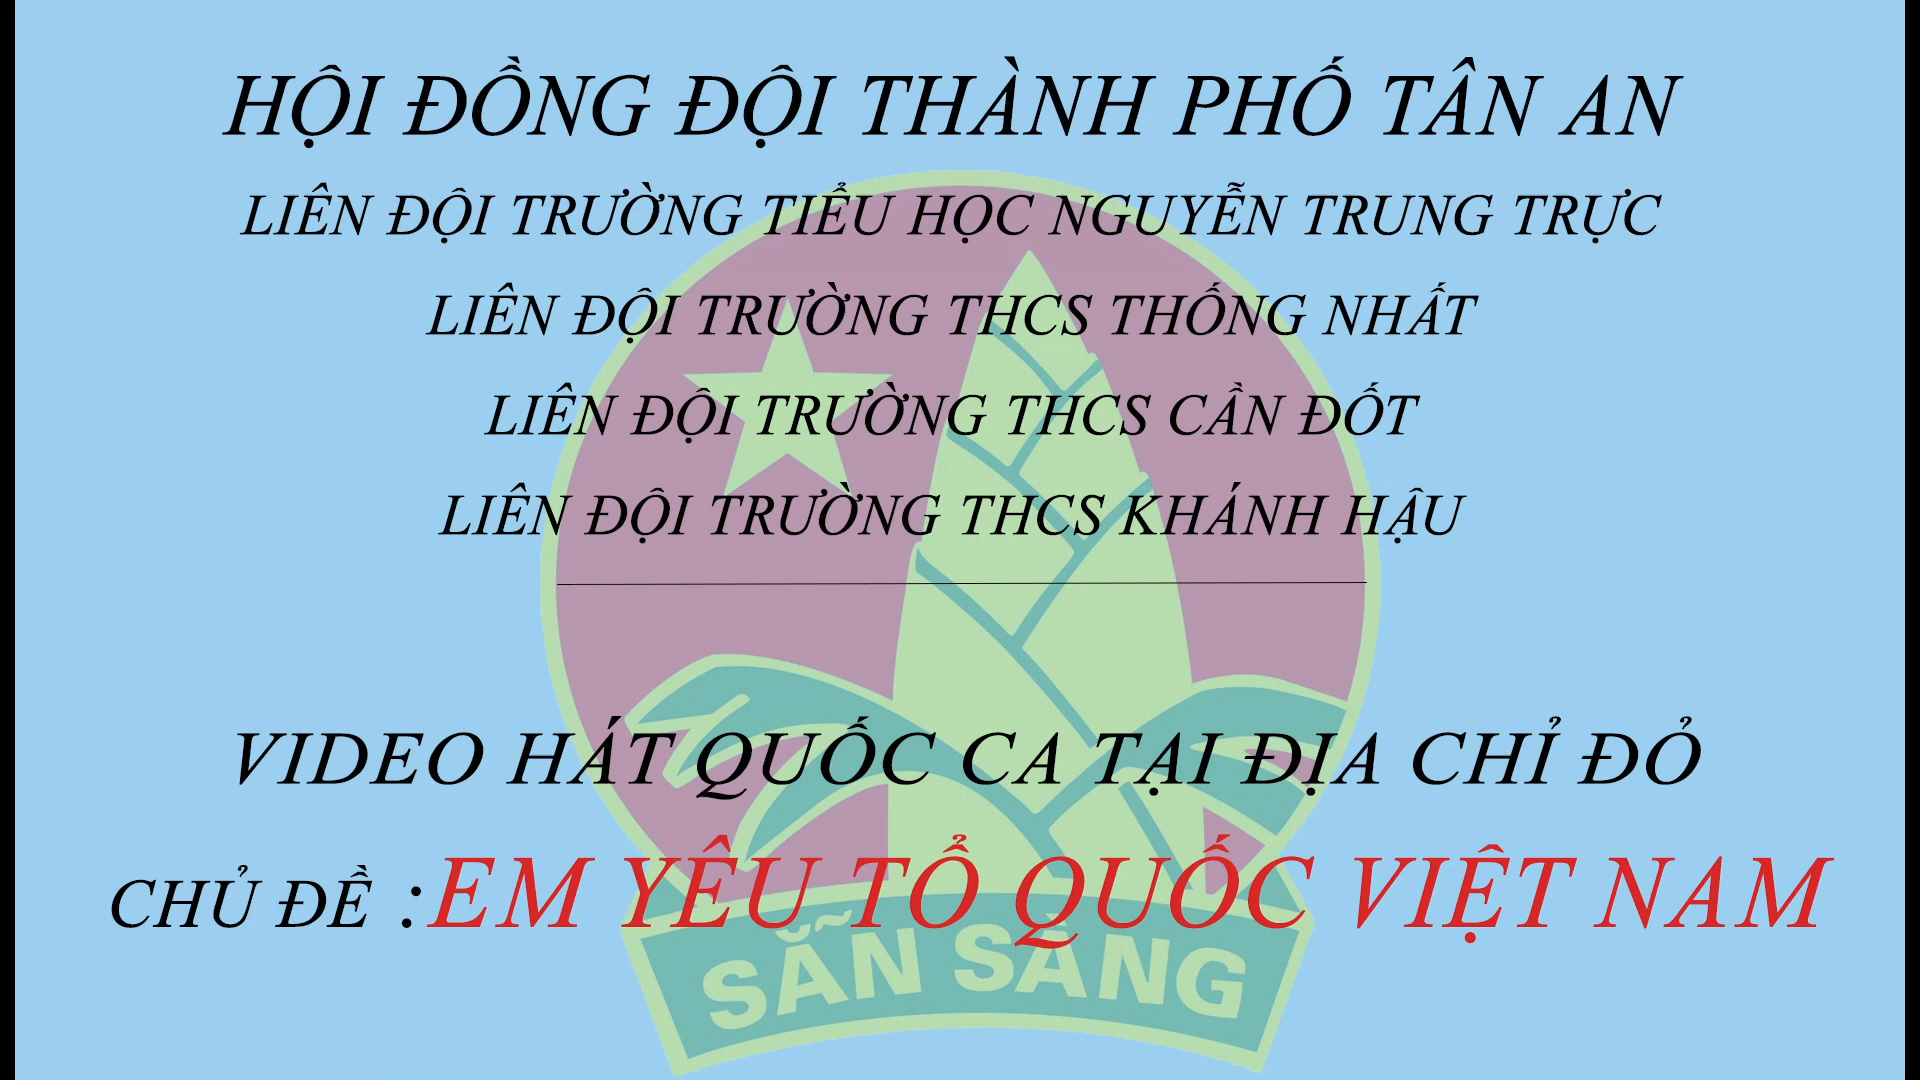 HỘI ĐỒNG ĐỘI THÀNH PHỐ TÂN AN
LIÊN ĐỘI TRƯỜNG TIỂU HỌC NGUYỄN TRUNG TRỰC
LIÊN ĐỘI TRƯỜNG THCS THỐNG NHẤT
LIÊN ĐỘI TRƯỜNG THCS CẦN ĐỐT
LIÊN ĐỘI TRƯỜNG THCS KHÁNH HẬU
VIDEO HÁT QUỐC CA TẠI ĐỊA CHỈ ĐỎ
CHỦ ĐỀ :EM YÊU TỔ QUỐC VIỆT NAM
SẴN SÀNG